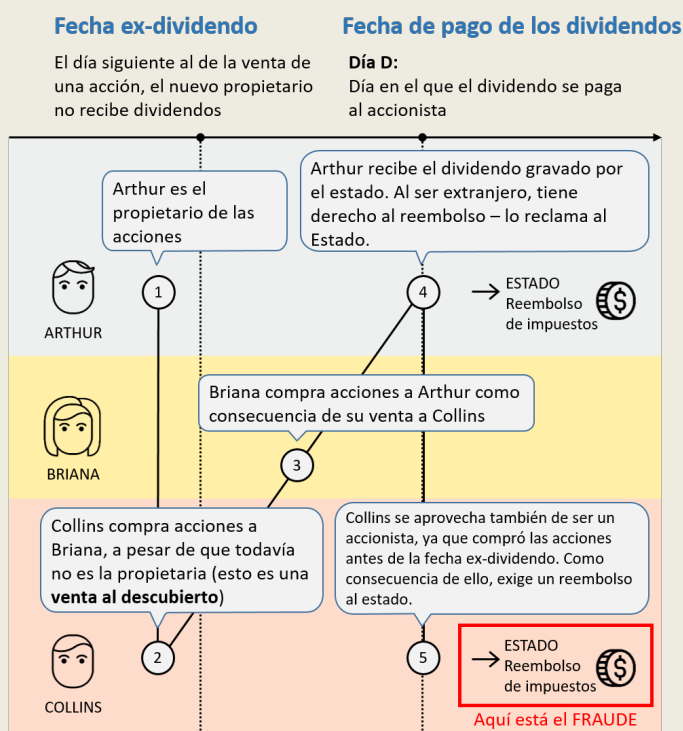 Fecha ex-dividendo
El día siguiente al de la venta de
una acción, el nuevo propietario
no recibe dividendos
Fecha de pago de los dividendos
Día D:
Día en el que el dividendo se paga
al accionista
Arthur es el
propietario de las
acciones
Arthur recibe el dividendo gravado por
el estado. Al ser extranjero, tiene
derecho al reembolso – lo reclama al
Estado.
1
4
ESTADO
Reembolso
de impuestos
ARTHUR
Briana compra acciones a Arthur como
consecuencia de su venta a Collins
3
BRIANA
Collins compra acciones a
Briana, a pesar de que todavía
no es la propietaria (esto es una
venta al descubierto)
Collins se aprovecha también de ser un
accionista, ya que compró las acciones
antes de la fecha ex-dividendo. Como
consecuencia de ello, exige un reembolso
al estado.
2
5
ESTADO
Reembolso
de impuestos
COLLINS
Aquí está el FRAUDE